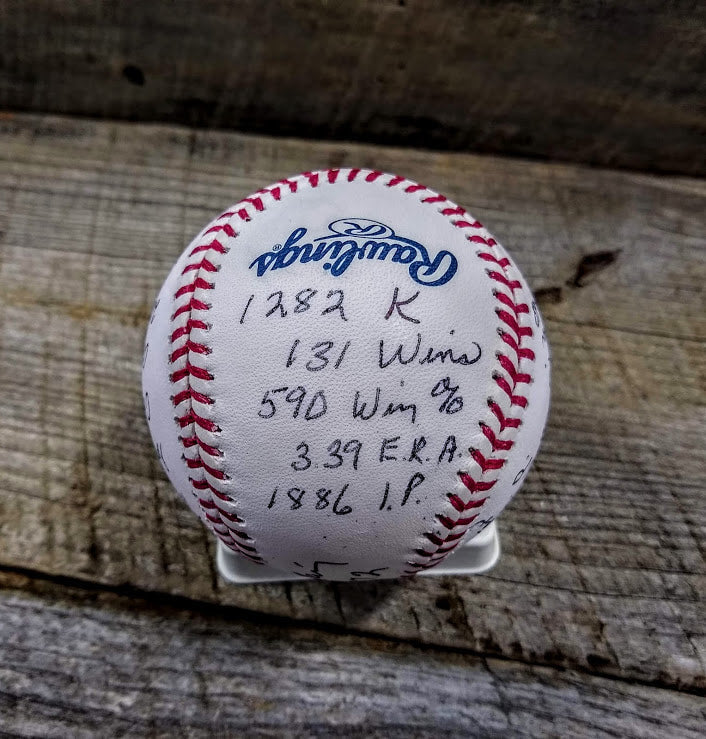 Rawlings®
R
1282 K
131 Wins
590 Win %
3.39 E.R.A.
1886 I.P.